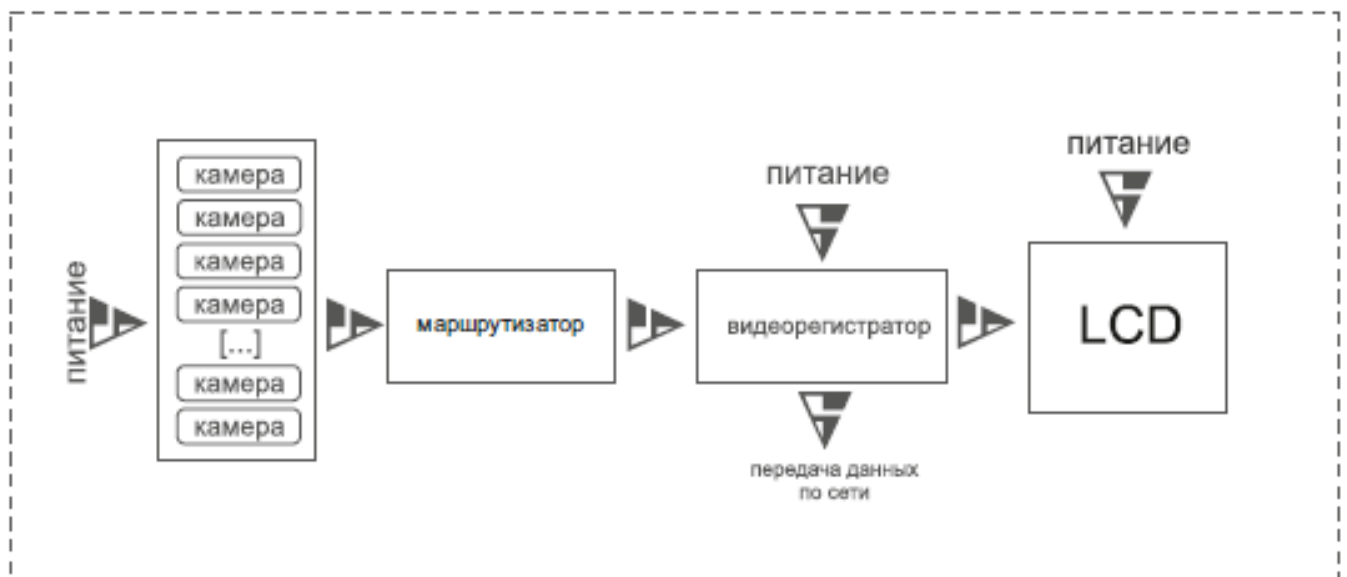 питание
камера
камера
камера
камера
[...]
камера
камера
маршрутизатор
питание
видеорегистратор
передача данных
по сети
питание
LCD